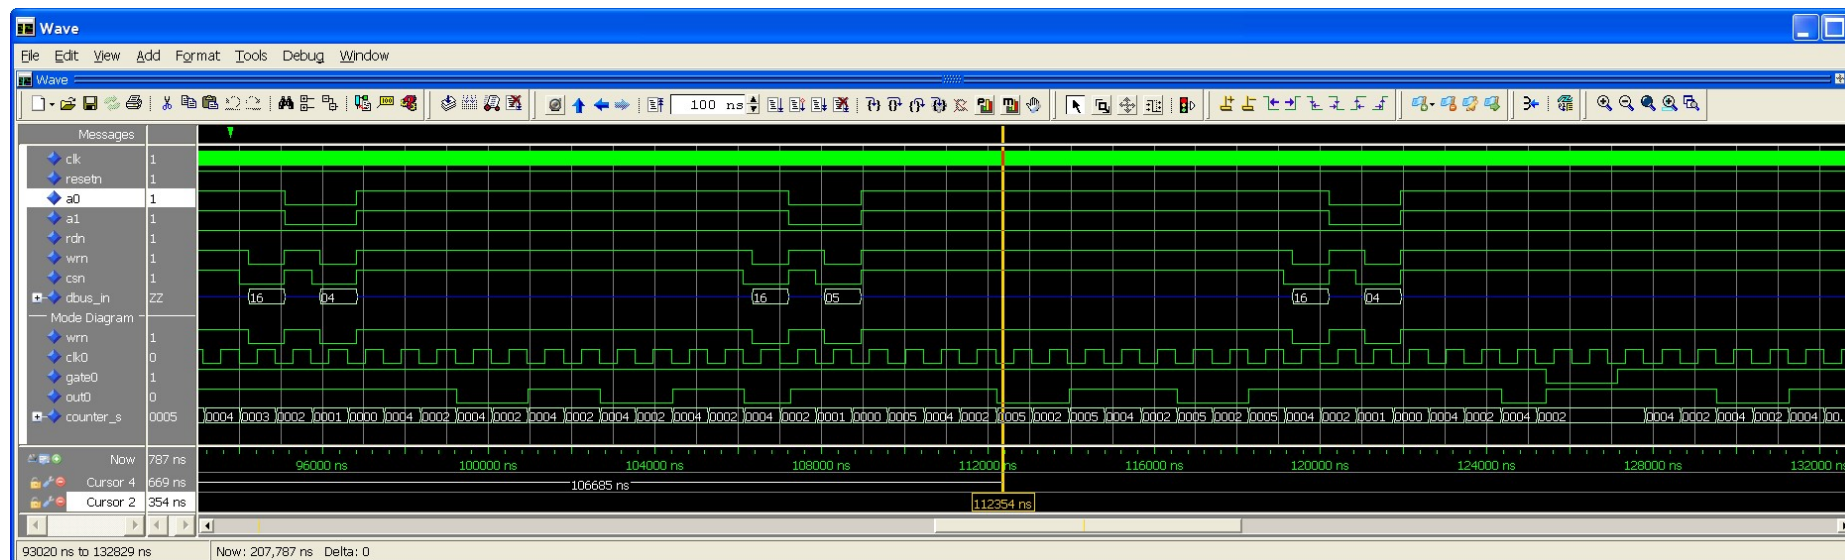 Wave
File Edit View Add Format Tools Debug Window
Wave
100 ns
Messages
clk 1
resetn 1
a0 1
a1 1
rdn 1
wrn 1
csn 1
dbus_in ZZ 16 04 16 05 16 04
Mode Diagram
wrn 1
clk0 0
gate0 1
out0 0
counter_s 0005 0004 0003 0002 0001 0000 0004 0002 0004 0002 0004 0002 0004 0002 0004 0002 0004 0002 0001 0000 0005 0004 0002 0005 0002 0005 0004 0002 0005 0002 0005 0004 0002 0001 0000 0004 0002 0004 0002 0004 0002 0004 0002 0004 00.
Now 787 ns 96000 ns 100000 ns 104000 ns 108000 ns 112000 ns 116000 ns 120000 ns 124000 ns 128000 ns 132000 ns
Cursor 4 669 ns 106685 ns
Cursor 2 354 ns 112354 ns
93020 ns to 132829 ns Now: 207,787 ns Delta: 0